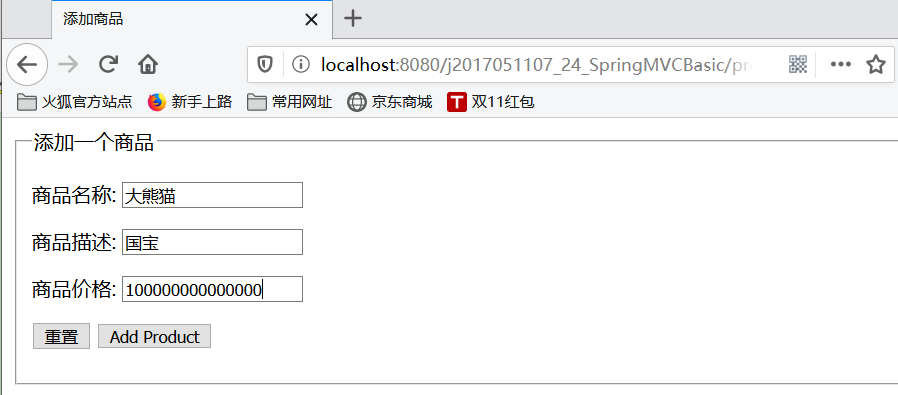 添加商品
localhost:8080/j2017051107_24_SpringMVCBasic/pr
火狐官方站点 新手上路 常用网址 京东商城 T 双11红包
添加一个商品
商品名称: 大熊猫
商品描述: 国宝
商品价格: 100000000000000
重置 Add Product